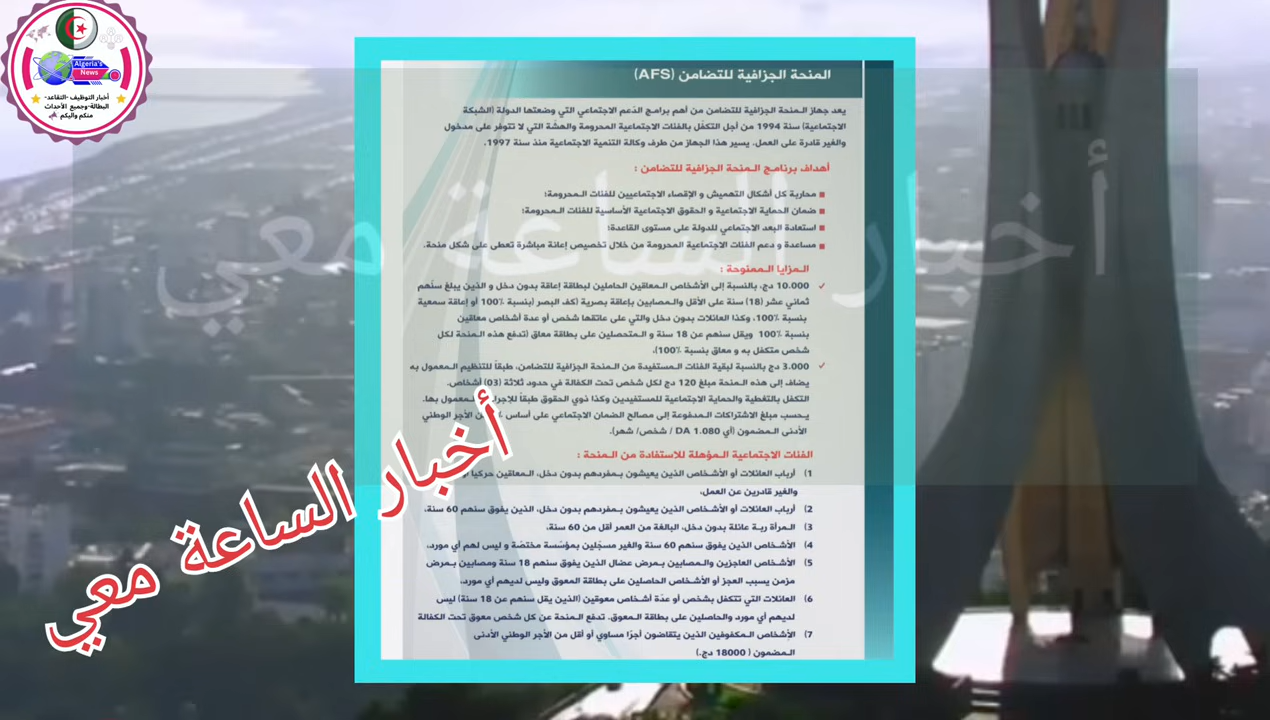 Algeria's
News
أخبار التوظيف -التقاعد-
البطالة-وجميع الأحداث
منكم واليكم
المنحة الجزافية للتضامن (AFS)
يعد جهاز المنحة الجزافية للتضامن من أهم برامج الدعم الاجتماعي التي وضعتها الدولة (الشبكة
الاجتماعية) سنة 1994 من أجل التكفّل بالفئات الاجتماعية المحرومة والهشة التي لا تتوفر على مدخول
والغير قادرة على العمل. يسير هذا الجهاز من طرف وكالة التنمية الاجتماعية منذ سنة 1997.
أهداف برنامج المنحة الجزافية للتضامن :
محاربة كل أشكال التهميش و الإقصاء الاجتماعيين للفئات المحرومة؛
ضمان الحماية الاجتماعية و الحقوق الاجتماعية الأساسية للفئات المحرومة؛
استعادة البعد الاجتماعي للدولة على مستوى القاعدة؛
مساعدة و دعم الفئات الاجتماعية المحرومة من خلال تخصيص إعانة مباشرة تعطى على شكل منحة.
المزايا الممنوحة :
10.000 دج، بالنسبة إلى الأشخاص المعاقين الحاملين لبطاقة إعاقة بدون دخل و الذين يبلغ سنهم
ثماني عشر (18) سنة على الأقل والمصابين بإعاقة بصرية (كف البصر (بنسبة 100٪ أو إعاقة سمعية
بنسبة 100٪، وكذا العائلات بدون دخل والتي على عاتقها شخص أو عدة أشخاص معاقين
بنسبة 100٪ ويقل سنهم عن 18 سنة و المتحصلين على بطاقة معاق (تدفع هذه المنحة لكل
شخص متكفل به و معاق بنسبة 100٪)،
3.000 دج بالنسبة لبقية الفئات المستفيدة من المنحة الجزافية للتضامن، طبقاً للتنظيم المعمول به
يضاف إلى هذه المنحة مبلغ 120 دج لكل شخص تحت الكفالة في حدود ثلاثة (03) أشخاص.
التكفل بالتغطية والحماية الاجتماعية للمستفيدين وكذا ذوي الحقوق طبقاً المعمول بها.
يحسب مبلغ الاشتراكات المدفوعة إلى مصالح الضمان الاجتماعي على أساس من الأجر الوطني
الأدنى المضمون (أي 1.080 DA / شخص/ شهر).
الفئات الاجتماعية المؤهلة للاستفادة من المنحة :
1) أرباب العائلات أو الأشخاص الذين يعيشون بمفردهم بدون دخل، المعاقين حركيا
والغير قادرين عن العمل،
2) أرباب العائلات أو الأشخاص الذين يعيشون بمفردهم بدون دخل، الذين يفوق سنهم 60 سنة،
3) المرأة ربة عائلة بدون دخل، البالغة من العمر أقل من 60 سنة،
4) الأشخاص الذين يفوق سنهم 60 سنة والغير مسجّلين بمؤسّسة مختصّة و ليس لهم أي مورد،
5) الأشخاص العاجزين والمصابين بمرض عضال الذين يفوق سنهم 18 سنة ومصابين بمرض
مزمن يسبب العجز أو الأشخاص الحاصلين على بطاقة المعوق وليس لديهم أي مورد،
6) العائلات التي تتكفل بشخص أو عدّة أشخاص معوقين (الذين يقل سنهم عن 18 سنة) ليس
لديهم أي مورد والحاصلين على بطاقة المعوق. تدفع المنحة عن كل شخص معوق تحت الكفالة
7) الأشخاص المكفوفين الذين يتقاضون أجرًا مساوي أو أقل من الأجر الوطني الأدنى
المضمون ( 18000 دج.)
أخبار الساعة معي
أخبار الساعة معي